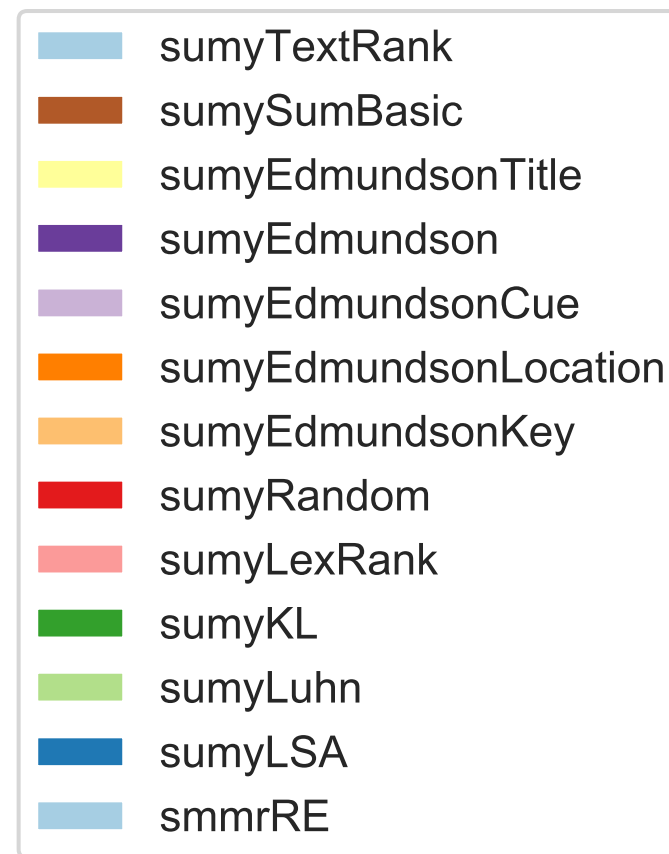 sumyTextRank
sumySumBasic
sumyEdmundsonTitle
sumyEdmundson
sumyEdmundsonCue
sumyEdmundsonLocation
sumyEdmundsonKey
sumyRandom
sumyLexRank
sumyKL
sumyLuhn
sumyLSA
smmrRE